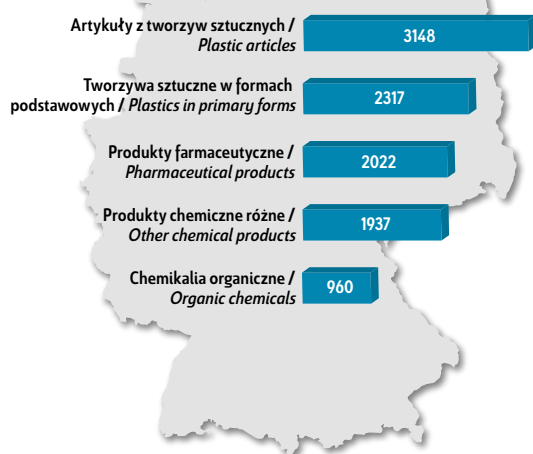 Artykuły z tworzyw sztucznych /
Plastic articles
3148
Tworzywa sztuczne w formach
podstawowych / Plastics in primary forms
2317
Produkty farmaceutyczne /
Pharmaceutical products
2022
Produkty chemiczne różne /
Other chemical products
1937
Chemikalia organiczne /
Organic chemicals
960